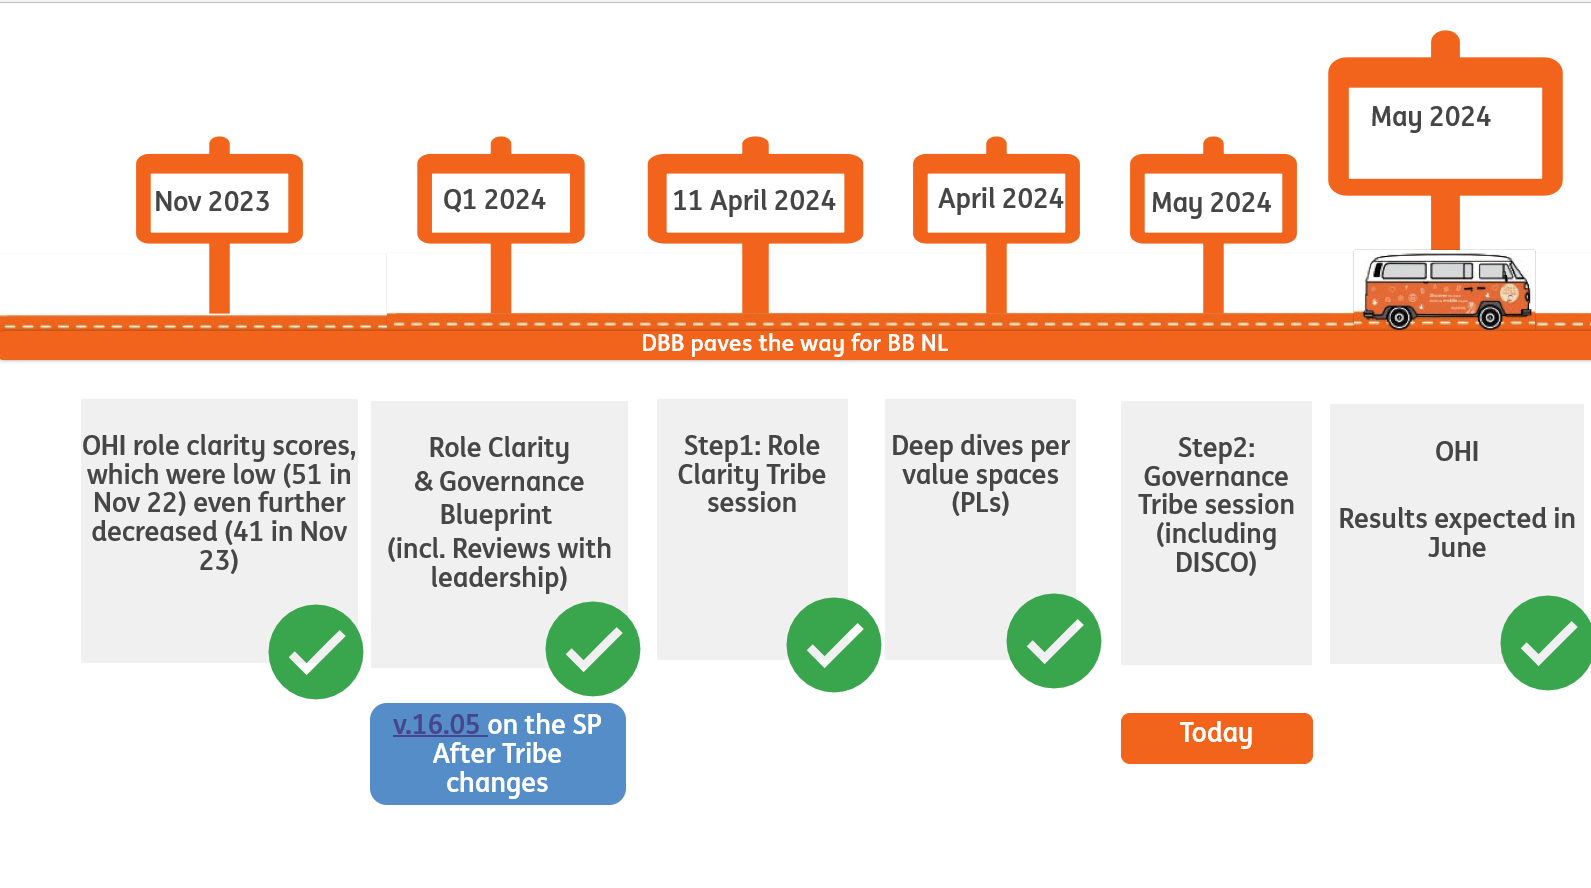 May 2024
Nov 2023
Q1 2024
11 April 2024
April 2024
May 2024
DBB paves the way for BB NL
OHI role clarity scores,
which were low (51 in
Nov 22) even further
decreased (41 in Nov
23)
Role Clarity
& Governance
Blueprint
(incl. Reviews with
leadership)
Step1: Role
Clarity Tribe
session
Deep dives per
value spaces
(PLs)
Step2:
Governance
Tribe session
(including
DISCO)
OHI
Results expected in
June
v.16.05 on the SP
After Tribe
changes
Today